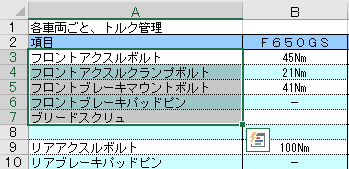 A B
1 各車両ごと、トルク管理
2 項目 F650GS
3 フロントアクスルボルト 45Nm
4 フロントアクスルクランプボルト 21Nm
5 フロントブレーキマウントボルト 41Nm
6 フロントブレーキパッドピン －
7 ブリードスクリュ
8
9 リアアクスルボルト 100Nm
10 リアブレーキパッドピン －